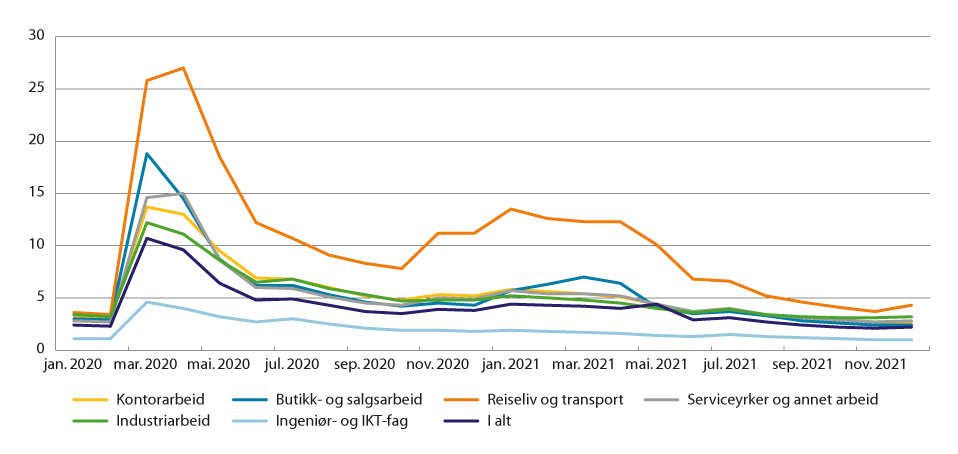 30
25
20
15
10
5
0
jan. 2020 mar. 2020 mai. 2020 jul. 2020 sep. 2020 nov. 2020 jan. 2021 mar. 2021 mai. 2021 jul. 2021 sep. 2021 nov. 2021
Kontorarbeid Butikk- og salgsarbeid Reiseliv og transport Serviceyrker og annet arbeid
Industriarbeid Ingeniør- og IKT-fag I alt